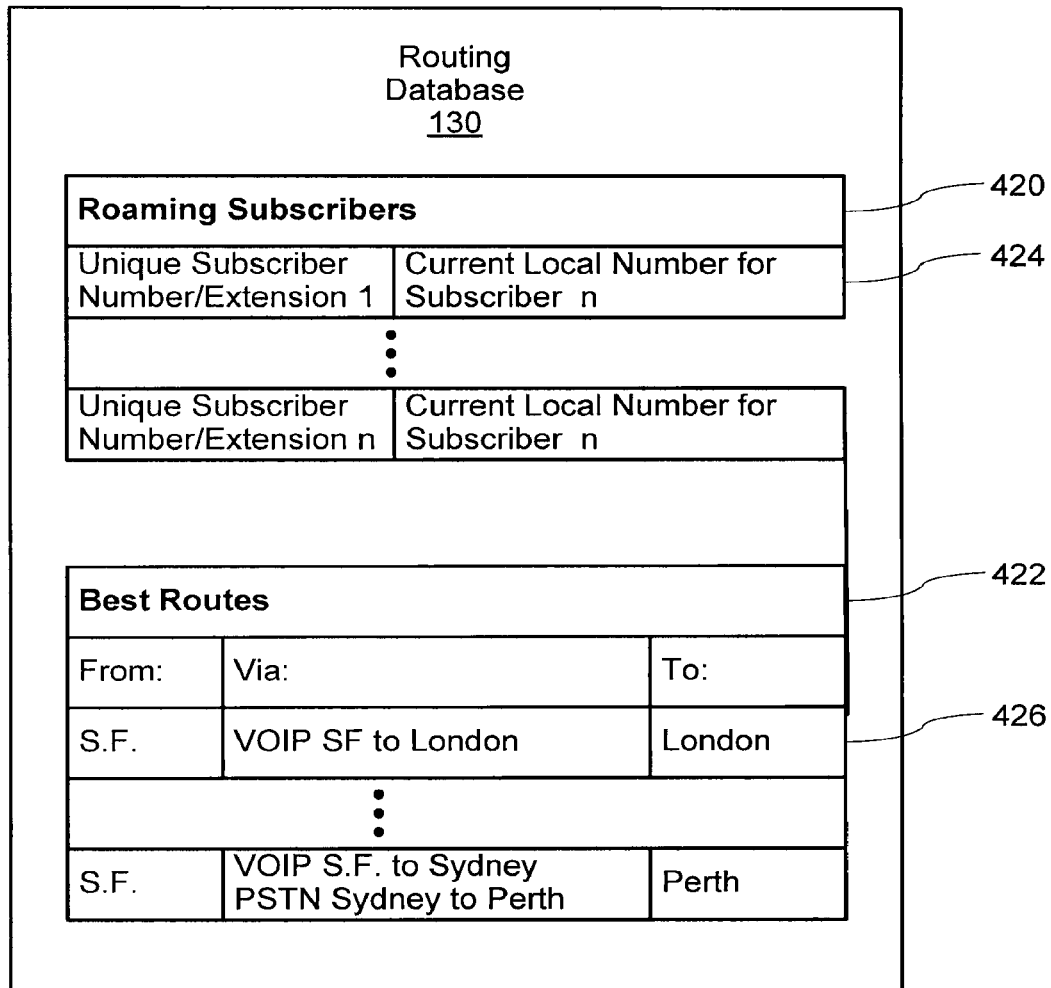 Routing
Database
130
Roaming Subscribers
420
Unique Subscriber
Number/Extension 1
Current Local Number for
Subscriber n
424
Unique Subscriber
Number/Extension n
Current Local Number for
Subscriber n
Best Routes
422
From:
Via:
To:
S.F.
VOIP SF to London
London
426
S.F.
VOIP S.F. to Sydney
PSTN Sydney to Perth
Perth